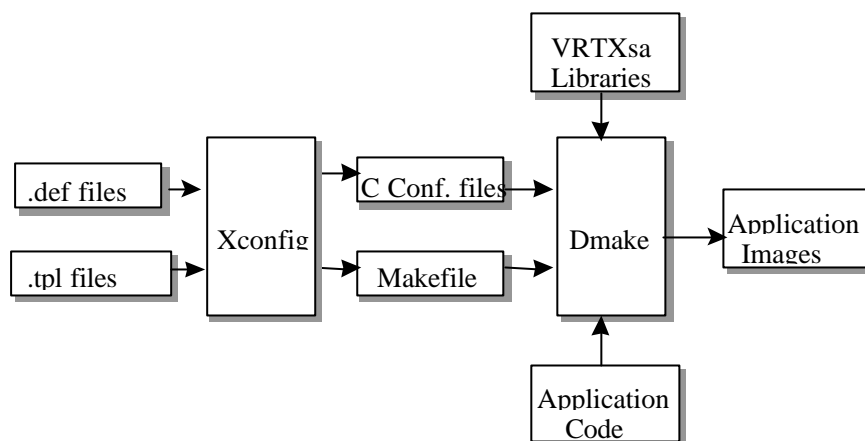 VRTXsa
Libraries
.def files
C Conf. files
Xconfig
Dmake
Application
Images
.tpl files
Makefile
Application
Code